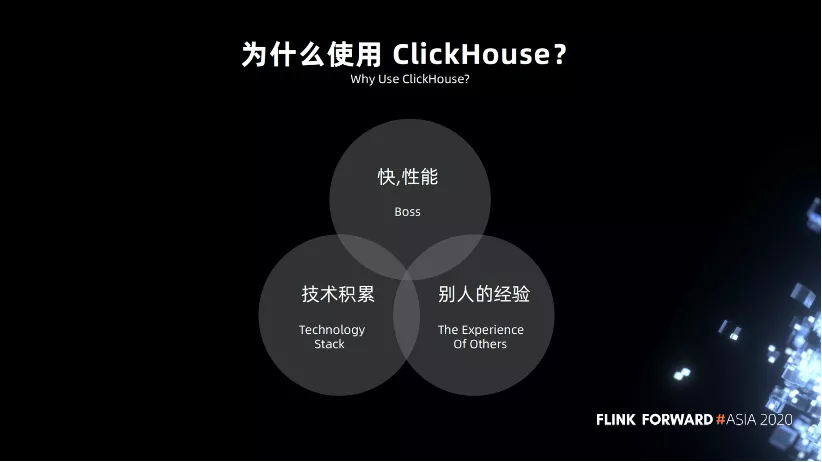 为什么使用 ClickHouse？
Why Use ClickHouse?
快,性能
Boss
技术积累
Technology
Stack
别人的经验
The Experience
Of Others
FLINK FORWARD #ASIA 2020